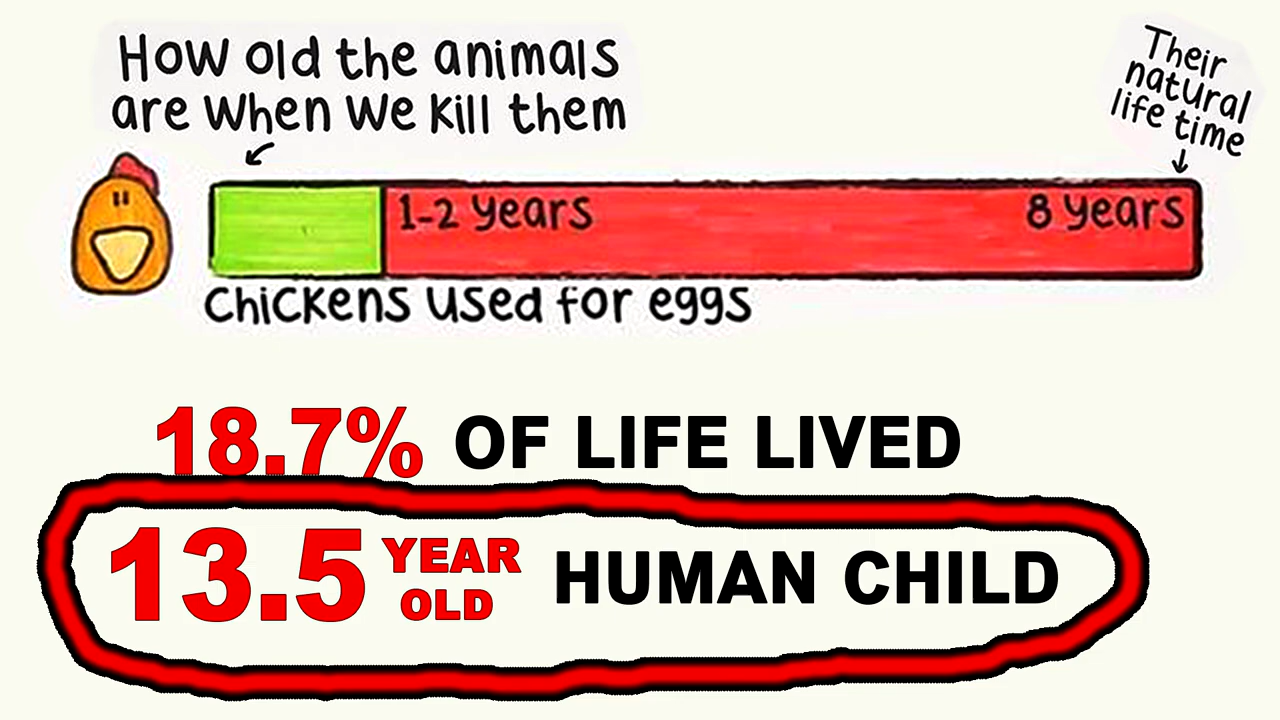 How old the animals
are when we kill them
Their
natural
life time
1-2 years
8 years
Chickens used for eggs
18.7% OF LIFE LIVED
13.5 YEAR OLD HUMAN CHILD